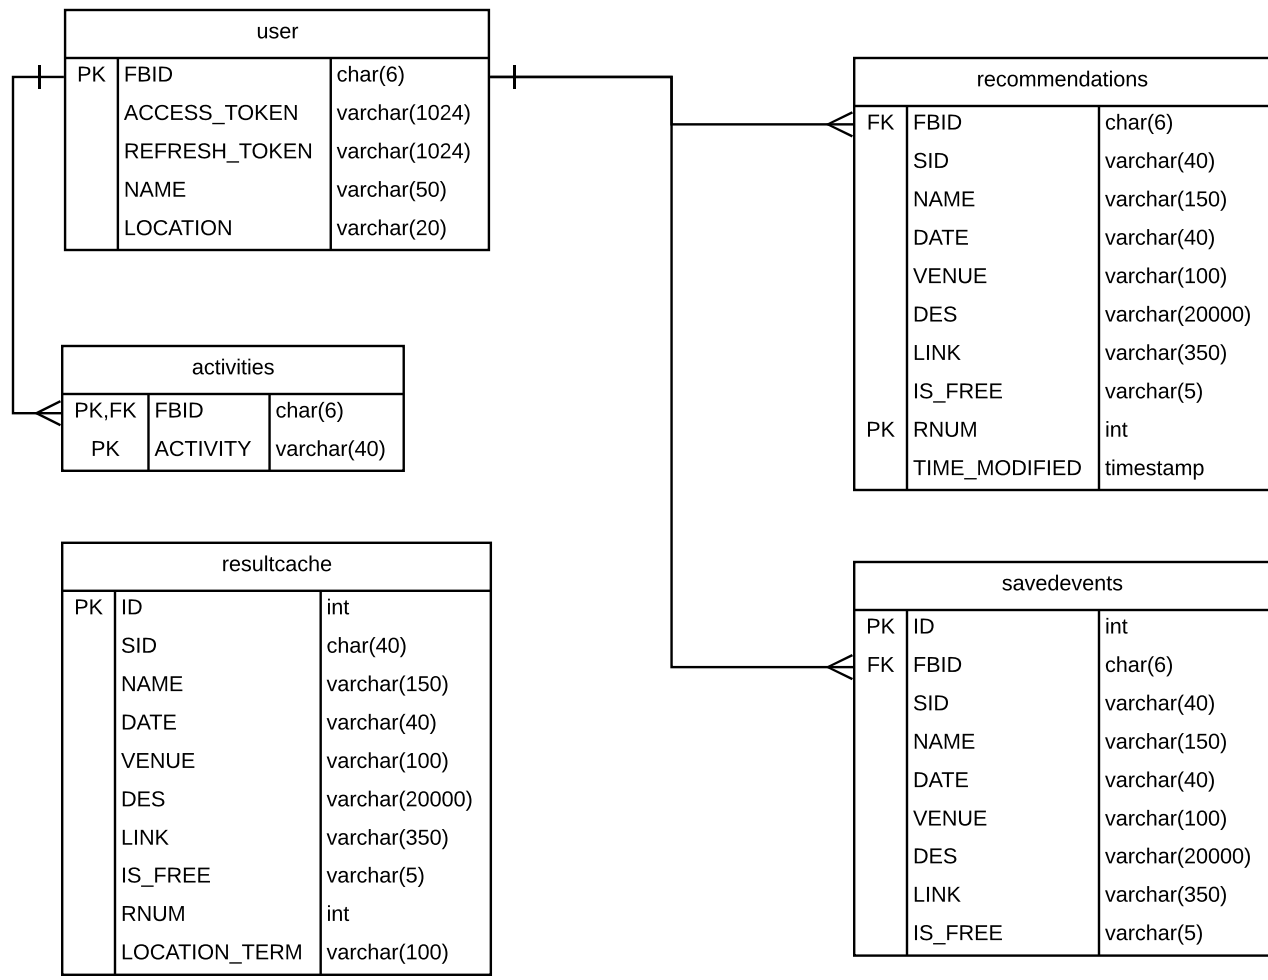 user
PK FBID char(6)
ACCESS_TOKEN varchar(1024)
REFRESH_TOKEN varchar(1024)
NAME varchar(50)
LOCATION varchar(20)
activities
PK,FK FBID char(6)
PK ACTIVITY varchar(40)
resultcache
PK ID int
SID char(40)
NAME varchar(150)
DATE varchar(40)
VENUE varchar(100)
DES varchar(20000)
LINK varchar(350)
IS_FREE varchar(5)
RNUM int
LOCATION_TERM varchar(100)
recommendations
FK FBID char(6)
SID varchar(40)
NAME varchar(150)
DATE varchar(40)
VENUE varchar(100)
DES varchar(20000)
LINK varchar(350)
IS_FREE varchar(5)
PK RNUM int
TIME_MODIFIED timestamp
savedevents
PK ID int
FK FBID char(6)
SID varchar(40)
NAME varchar(150)
DATE varchar(40)
VENUE varchar(100)
DES varchar(20000)
LINK varchar(350)
IS_FREE varchar(5)